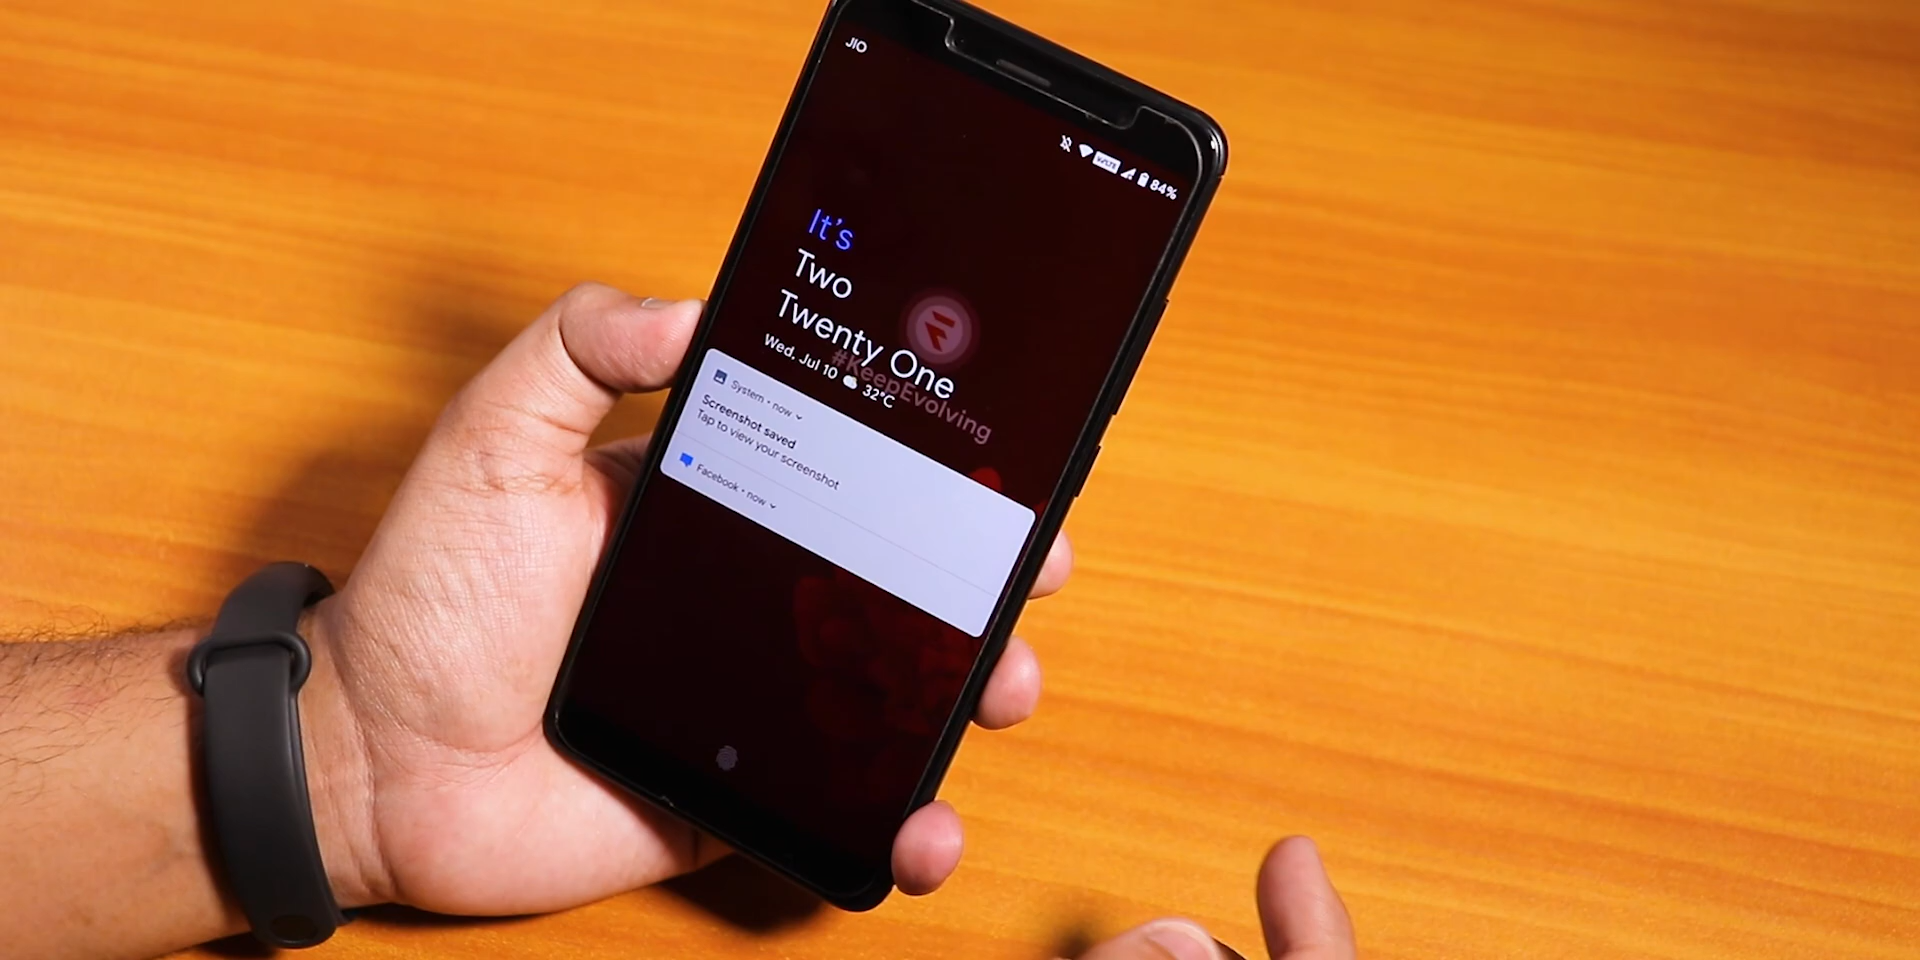 JIO
VoLTE 84%
It's
Two
Twenty One
Wed, Jul 10 32°C
#KeepEvolving
System • now
Screenshot saved
Tap to view your screenshot
Facebook • now